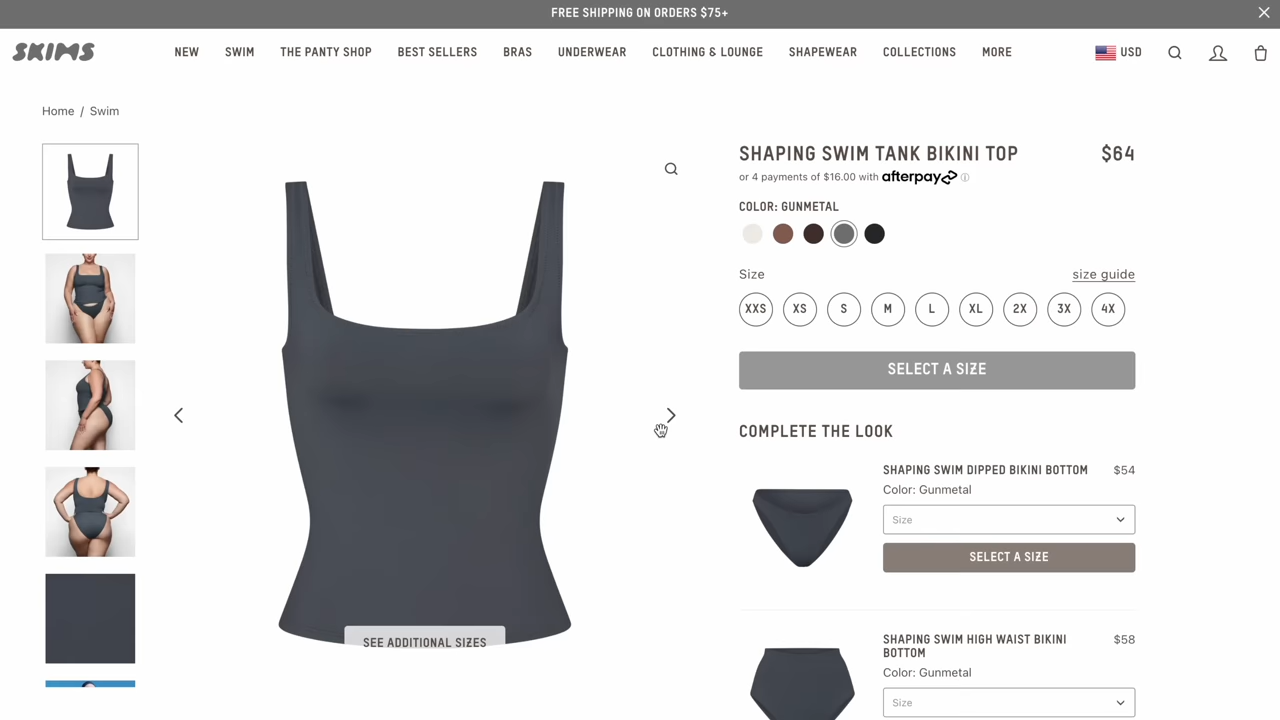 FREE SHIPPING ON ORDERS $75+
SKIMS
NEW SWIM THE PANTY SHOP BEST SELLERS BRAS UNDERWEAR CLOTHING & LOUNGE SHAPEWEAR COLLECTIONS MORE USD
Home / Swim
SHAPING SWIM TANK BIKINI TOP $64
or 4 payments of $16.00 with afterpay
COLOR: GUNMETAL
Size size guide
XXS XS S M L XL 2X 3X 4X
SELECT A SIZE
COMPLETE THE LOOK
SHAPING SWIM DIPPED BIKINI BOTTOM $54
Color: Gunmetal
Size
SELECT A SIZE
SHAPING SWIM HIGH WAIST BIKINI $58
BOTTOM
Color: Gunmetal
Size
SEE ADDITIONAL SIZES